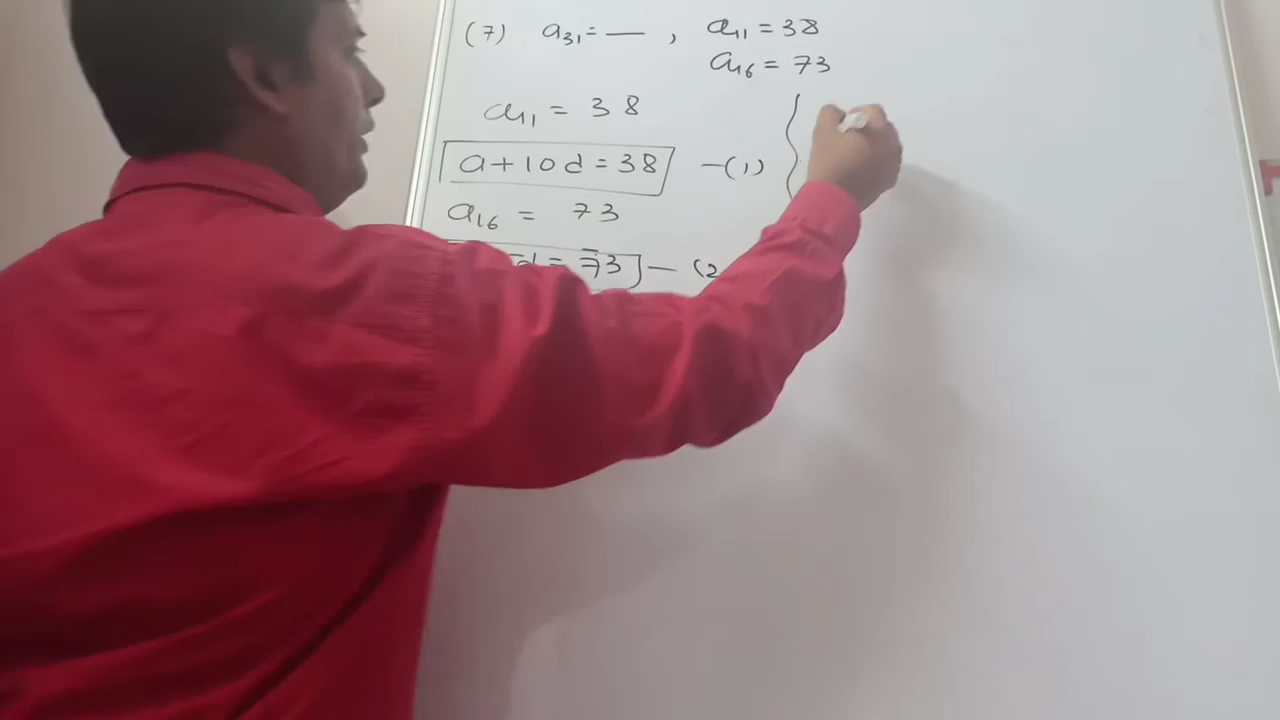 (7) a31 = — , a11 = 38
a16 = 73
a11 = 38
a + 10d = 38 —(1)
a16 = 73
d = 73 — (2